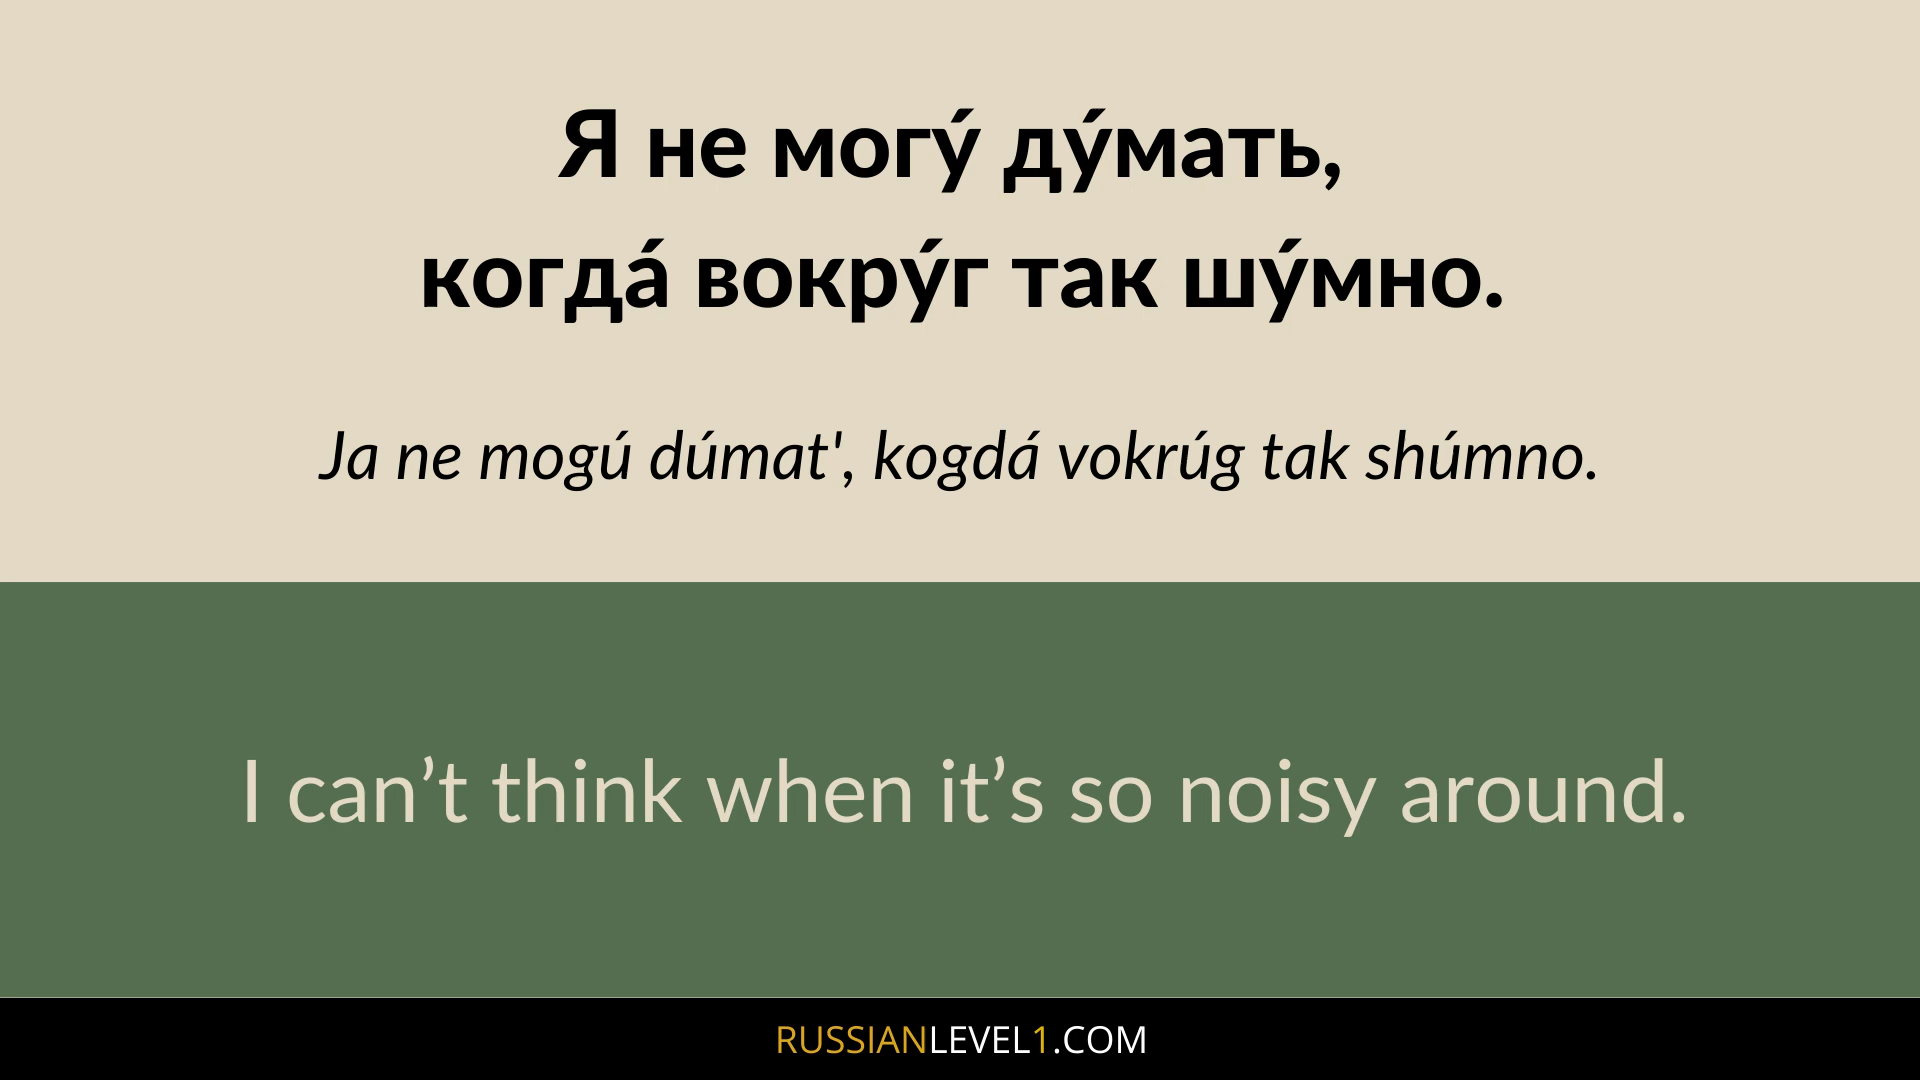 Я не могу́ ду́мать,
когда́ вокру́г так шу́мно.
Ja ne mogú dúmat', kogdá vokrúg tak shúmno.
I can’t think when it’s so noisy around.
RUSSIANLEVEL1.COM